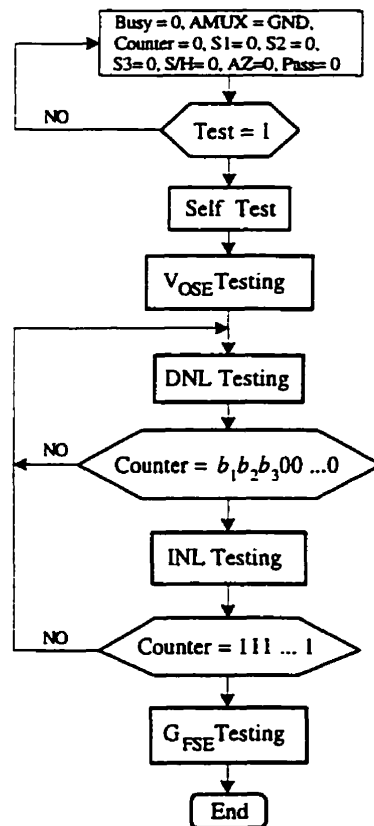 Busy = 0, AMUX = GND,
Counter = 0, S1= 0, S2 = 0,
S3= 0, S/H= 0, AZ=0, Pass= 0
NO
Test = 1
Self Test
V_OSE Testing
DNL Testing
NO
Counter = b₁b₂b₃00 ...0
INL Testing
NO
Counter = 111 ... 1
G_FSE Testing
End